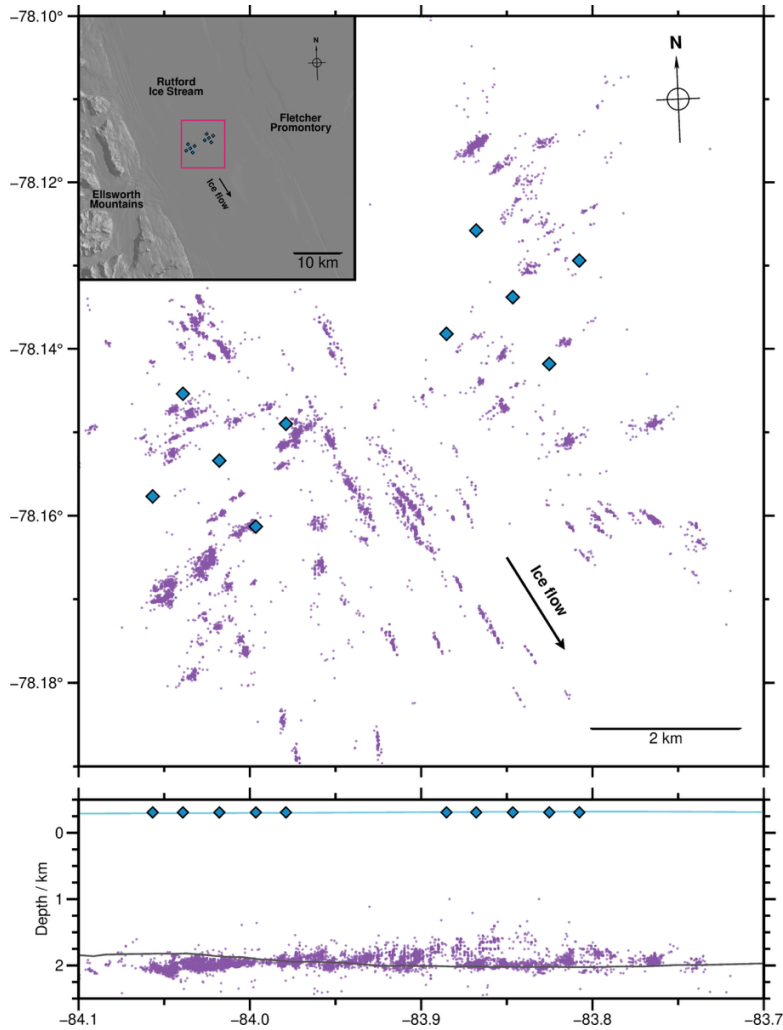 −78.10°
−78.12°
−78.14°
−78.16°
−78.18°
N
Rutford
Ice Stream
Fletcher
Promontory
Ellsworth
Mountains
Ice flow
10 km
N
Ice flow
2 km
Depth / km
0
1
2
−84.1
−84.0
−83.9
−83.8
−83.7